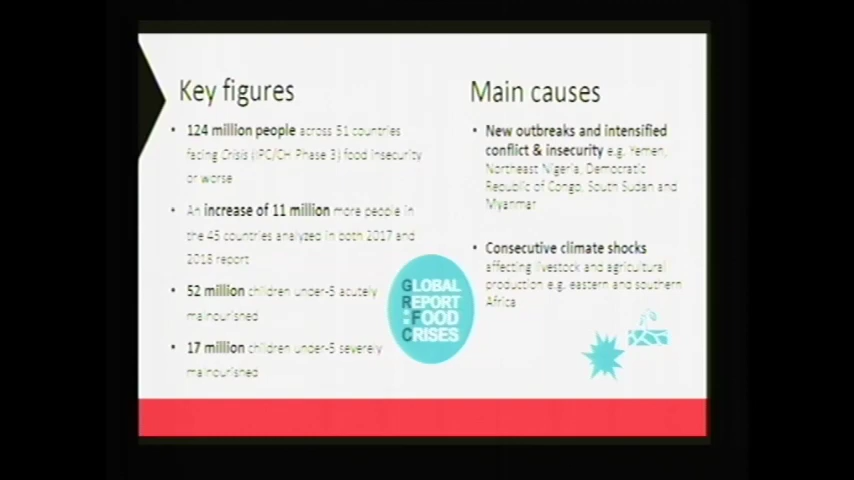 Key figures
• 124 million people across 51 countries
facing Crisis (IPC/CH Phase 3) food insecurity
or worse
• An increase of 11 million more people in
the 45 countries analyzed in both 2017 and
2018 report
• 52 million children under-5 acutely
malnourished
• 17 million children under-5 severely
malnourished
GLOBAL
REPORT
FOOD
CRISES
Main causes
• New outbreaks and intensified
conflict & insecurity e.g. Yemen,
Northeast Nigeria, Democratic
Republic of Congo, South Sudan and
Myanmar
• Consecutive climate shocks
affecting livestock and agricultural
production e.g. eastern and southern
Africa